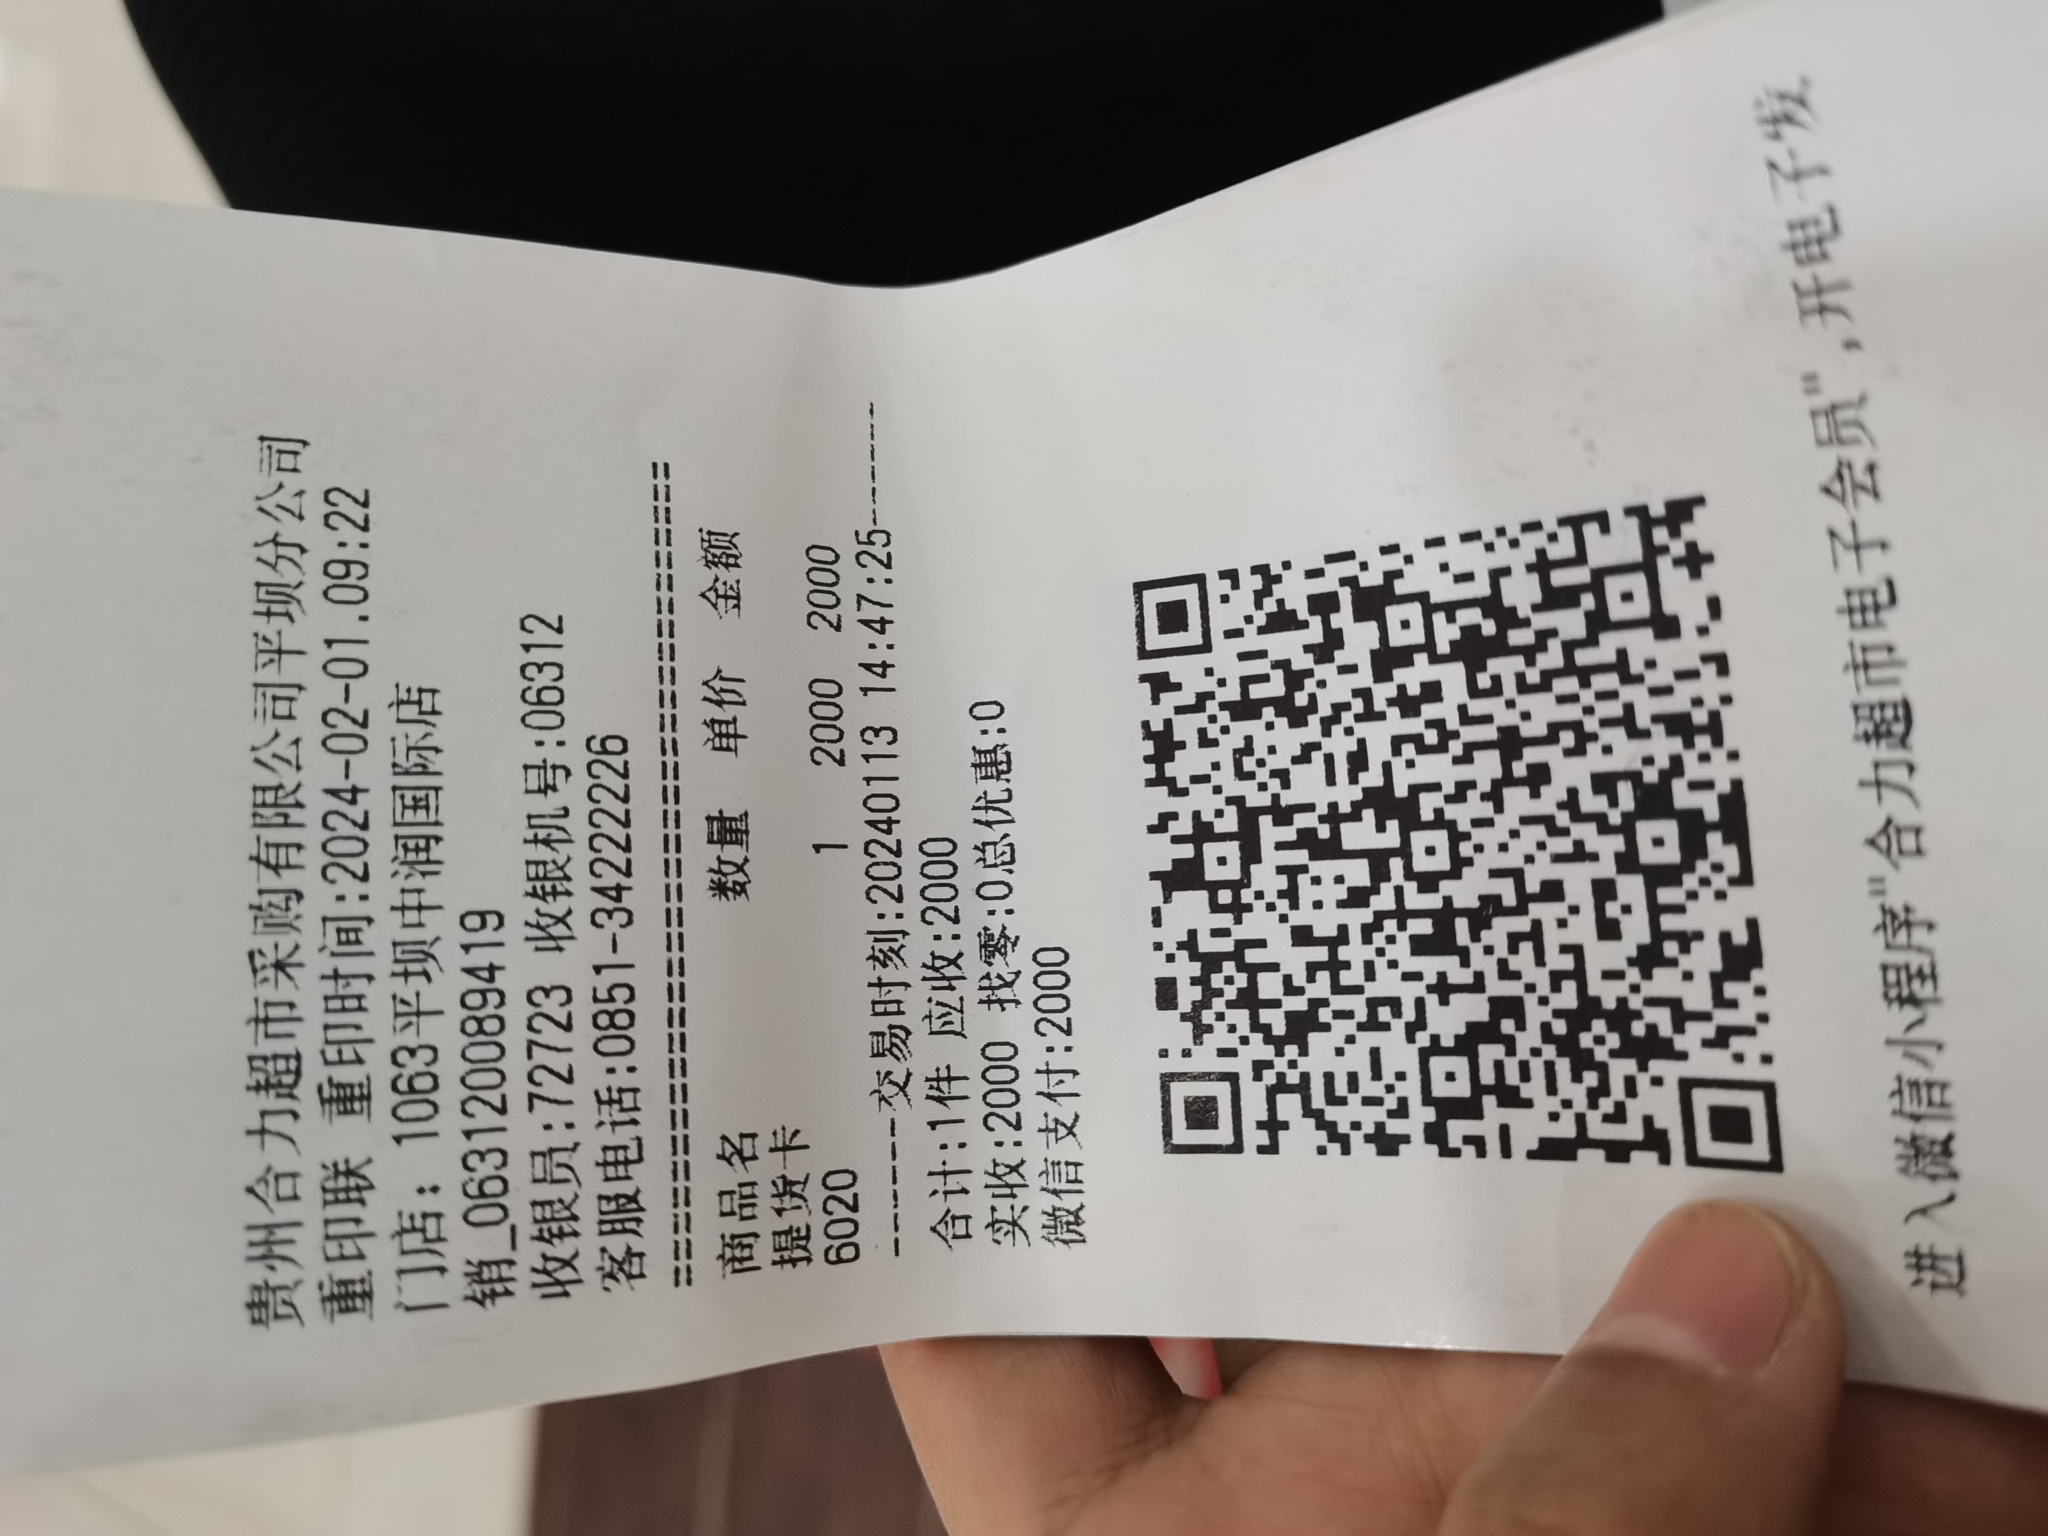 贵州合力超市采购有限公司平坝分公司
重印联 重印时间:2024-02-01.09:22
门店: 1063平坝中润国际店
销_063120089419
收银员:72723 收银机号:06312
客服电话:0851-34222226
======================================
商品名 数量 单价 金额
提货卡
6020 1 2000 2000
-------交易时刻:20240113 14:47:25-------
合计:1件 应收:2000
实收:2000 找零:0总优惠:0
微信支付:2000
进入微信小程序"合力超市电子会员",开电子发